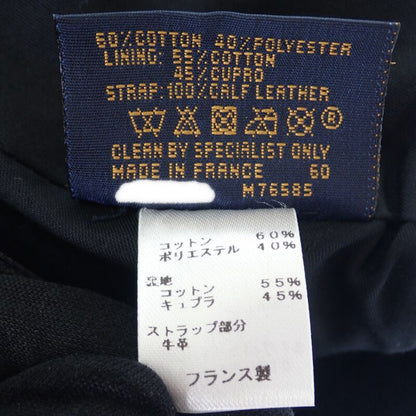 60%COTTON 40%POLYESTER
LINING: 55%COTTON
45%CUPRO
STRAP:100%CALF LEATHER
®
CLEAN BY SPECIALIST ONLY
MADE IN FRANCE 60
M76585
コットン 60%
ポリエステル 40%
裏地 55%
コットン 45%
キュプラ
ストラップ部分
牛革
フランス製